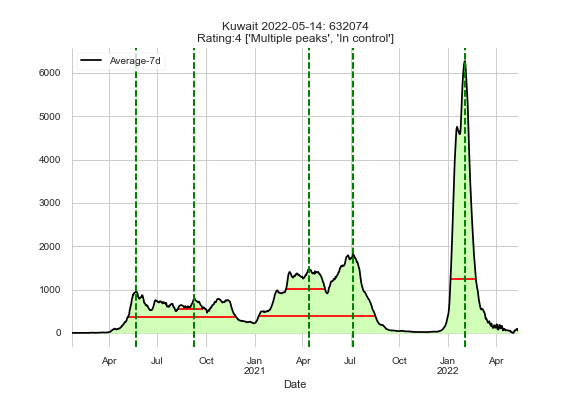 Kuwait 2022-05-14: 632074
Rating:4 ['Multiple peaks', 'In control']
Average-7d
6000
5000
4000
3000
2000
1000
0
Apr Jul Oct Jan Apr Jul Oct Jan Apr
2021 2022
Date